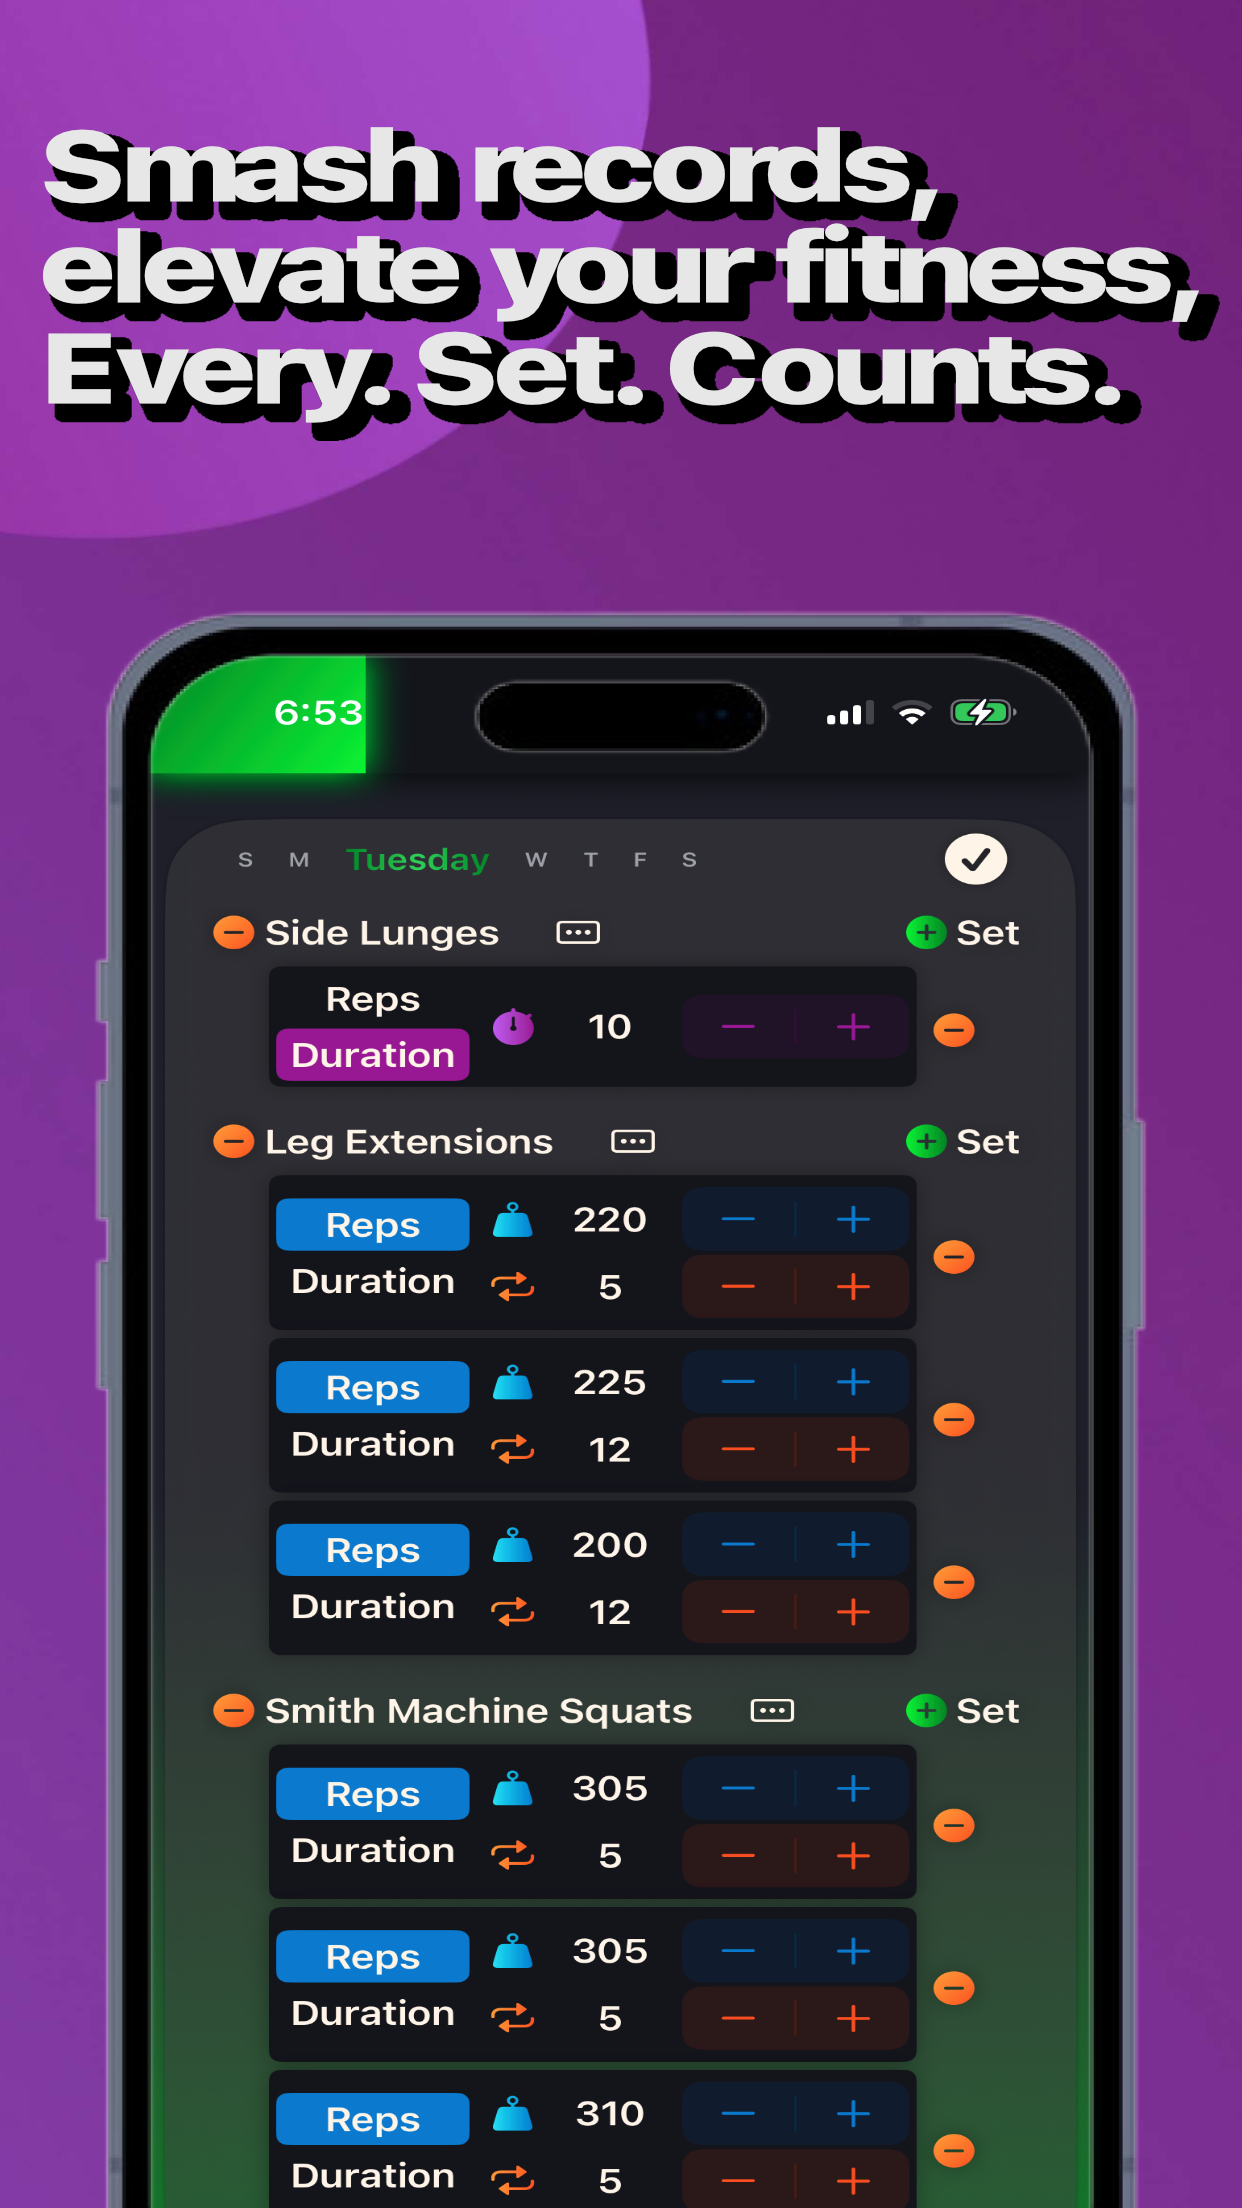 Smash records,
elevate your fitness,
Every. Set. Counts.
6:53
S M Tuesday W T F S
Side Lunges Set
Reps
10
Duration
Leg Extensions Set
Reps 220
Duration 5
Reps 225
Duration 12
Reps 200
Duration 12
Smith Machine Squats Set
Reps 305
Duration 5
Reps 305
Duration 5
Reps 310
Duration 5